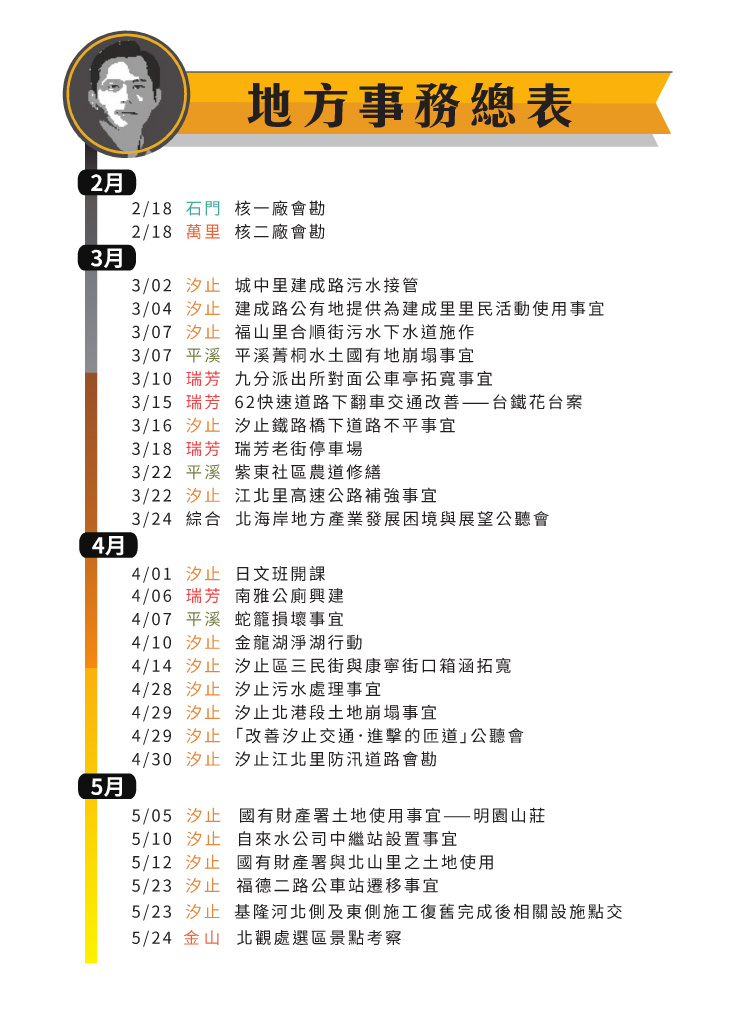 地方事務總表
2月
2/18 石門 核一廠會勘
2/18 萬里 核二廠會勘
3月
3/02 汐止 城中里建成路污水接管
3/04 汐止 建成路公有地提供為建成里里民活動使用事宜
3/07 汐止 福山里合順街污水下水道施作
3/07 平溪 平溪菁桐水土國有地崩塌事宜
3/10 瑞芳 九分派出所對面公車亭拓寬事宜
3/15 瑞芳 62快速道路下翻車交通改善——台鐵花台案
3/16 汐止 汐止鐵路橋下道路不平事宜
3/18 瑞芳 瑞芳老街停車場
3/22 平溪 紫東社區農道修繕
3/22 汐止 江北里高速公路補強事宜
3/24 綜合 北海岸地方產業發展困境與展望公聽會
4月
4/01 汐止 日文班開課
4/06 瑞芳 南雅公廁興建
4/07 平溪 蛇籠損壞事宜
4/10 汐止 金龍湖淨湖行動
4/14 汐止 汐止區三民街與康寧街口箱涵拓寬
4/28 汐止 汐止污水處理事宜
4/29 汐止 汐止北港段土地崩塌事宜
4/29 汐止 「改善汐止交通·進擊的匝道」公聽會
4/30 汐止 汐止江北里防汛道路會勘
5月
5/05 汐止 國有財產署土地使用事宜——明園山莊
5/10 汐止 自來水公司中繼站設置事宜
5/12 汐止 國有財產署與北山里之土地使用
5/23 汐止 福德二路公車站遷移事宜
5/23 汐止 基隆河北側及東側施工復舊完成後相關設施點交
5/24 金山 北觀處選區景點考察